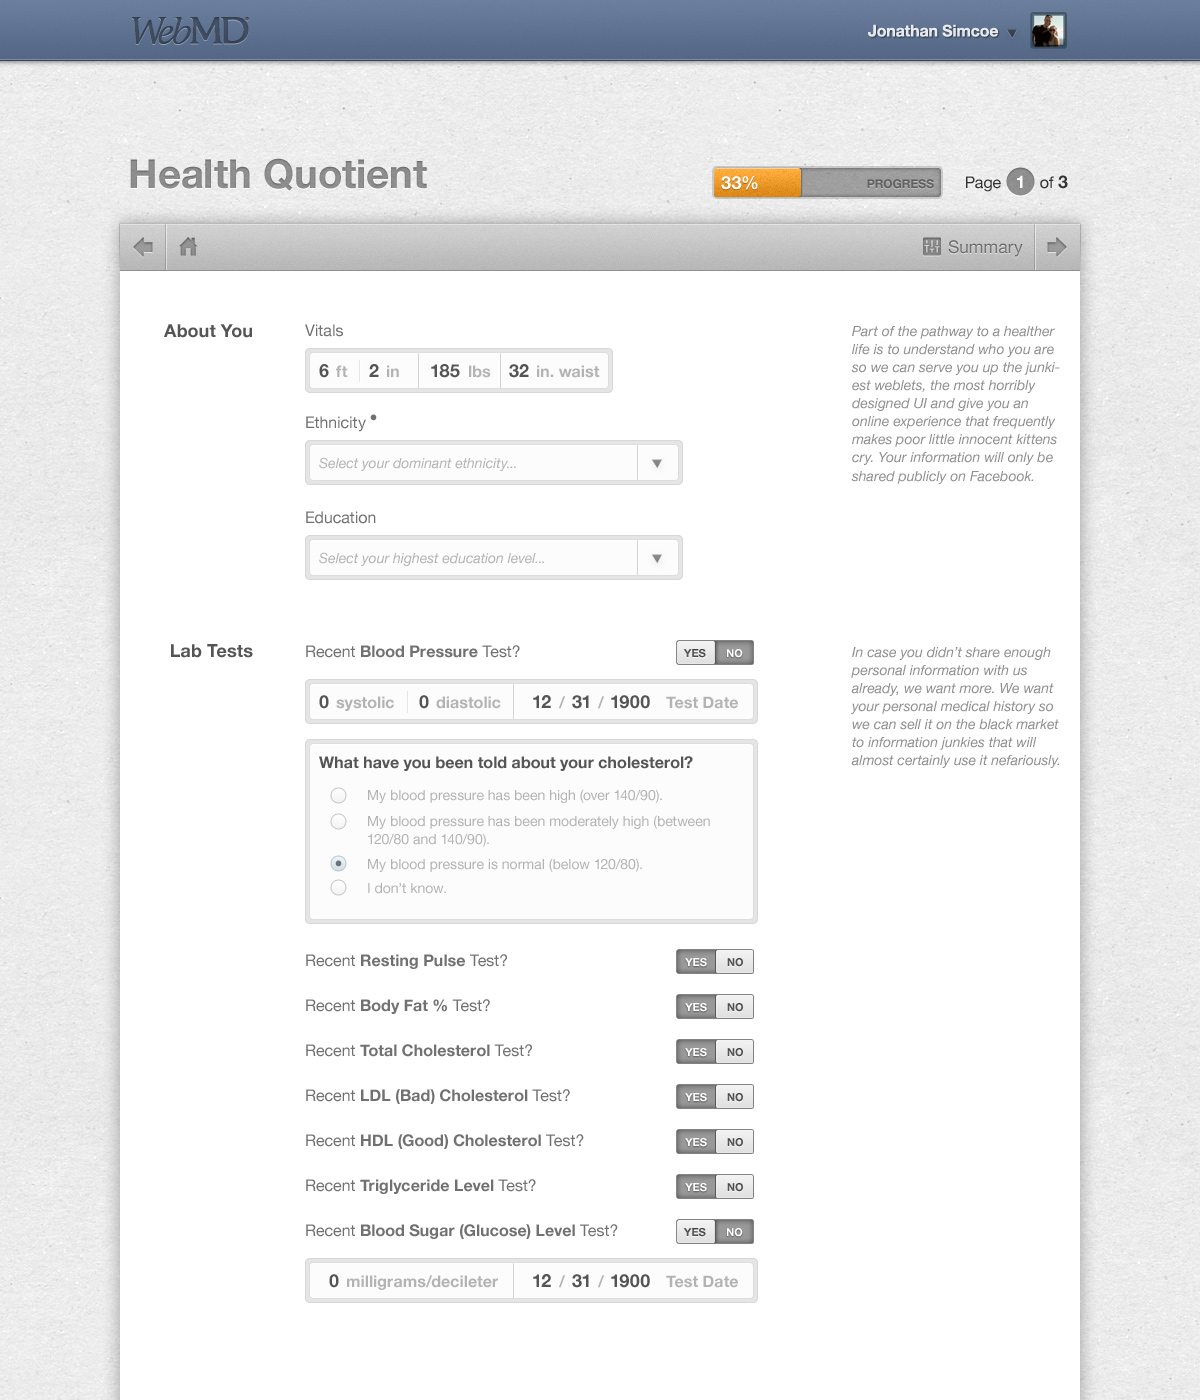 WebMD
Jonathan Simcoe
Health Quotient
33%
PROGRESS
Page 1 of 3
Summary
About You
Vitals
6 ft 2 in 185 lbs 32 in. waist
Ethnicity •
Select your dominant ethnicity...
Education
Select your highest education level...
Part of the pathway to a healther
life is to understand who you are
so we can serve you up the junki-
est weblets, the most horribly
designed UI and give you an
online experience that frequently
makes poor little innocent kittens
cry. Your information will only be
shared publicly on Facebook.
Lab Tests
Recent Blood Pressure Test?
YES NO
0 systolic 0 diastolic 12 / 31 / 1900 Test Date
What have you been told about your cholesterol?
My blood pressure has been high (over 140/90).
My blood pressure has been moderately high (between
120/80 and 140/90).
My blood pressure is normal (below 120/80).
I don't know.
In case you didn't share enough
personal information with us
already, we want more. We want
your personal medical history so
we can sell it on the black market
to information junkies that will
almost certainly use it nefariously.
Recent Resting Pulse Test?
YES NO
Recent Body Fat % Test?
YES NO
Recent Total Cholesterol Test?
YES NO
Recent LDL (Bad) Cholesterol Test?
YES NO
Recent HDL (Good) Cholesterol Test?
YES NO
Recent Triglyceride Level Test?
YES NO
Recent Blood Sugar (Glucose) Level Test?
YES NO
0 milligrams/decileter 12 / 31 / 1900 Test Date